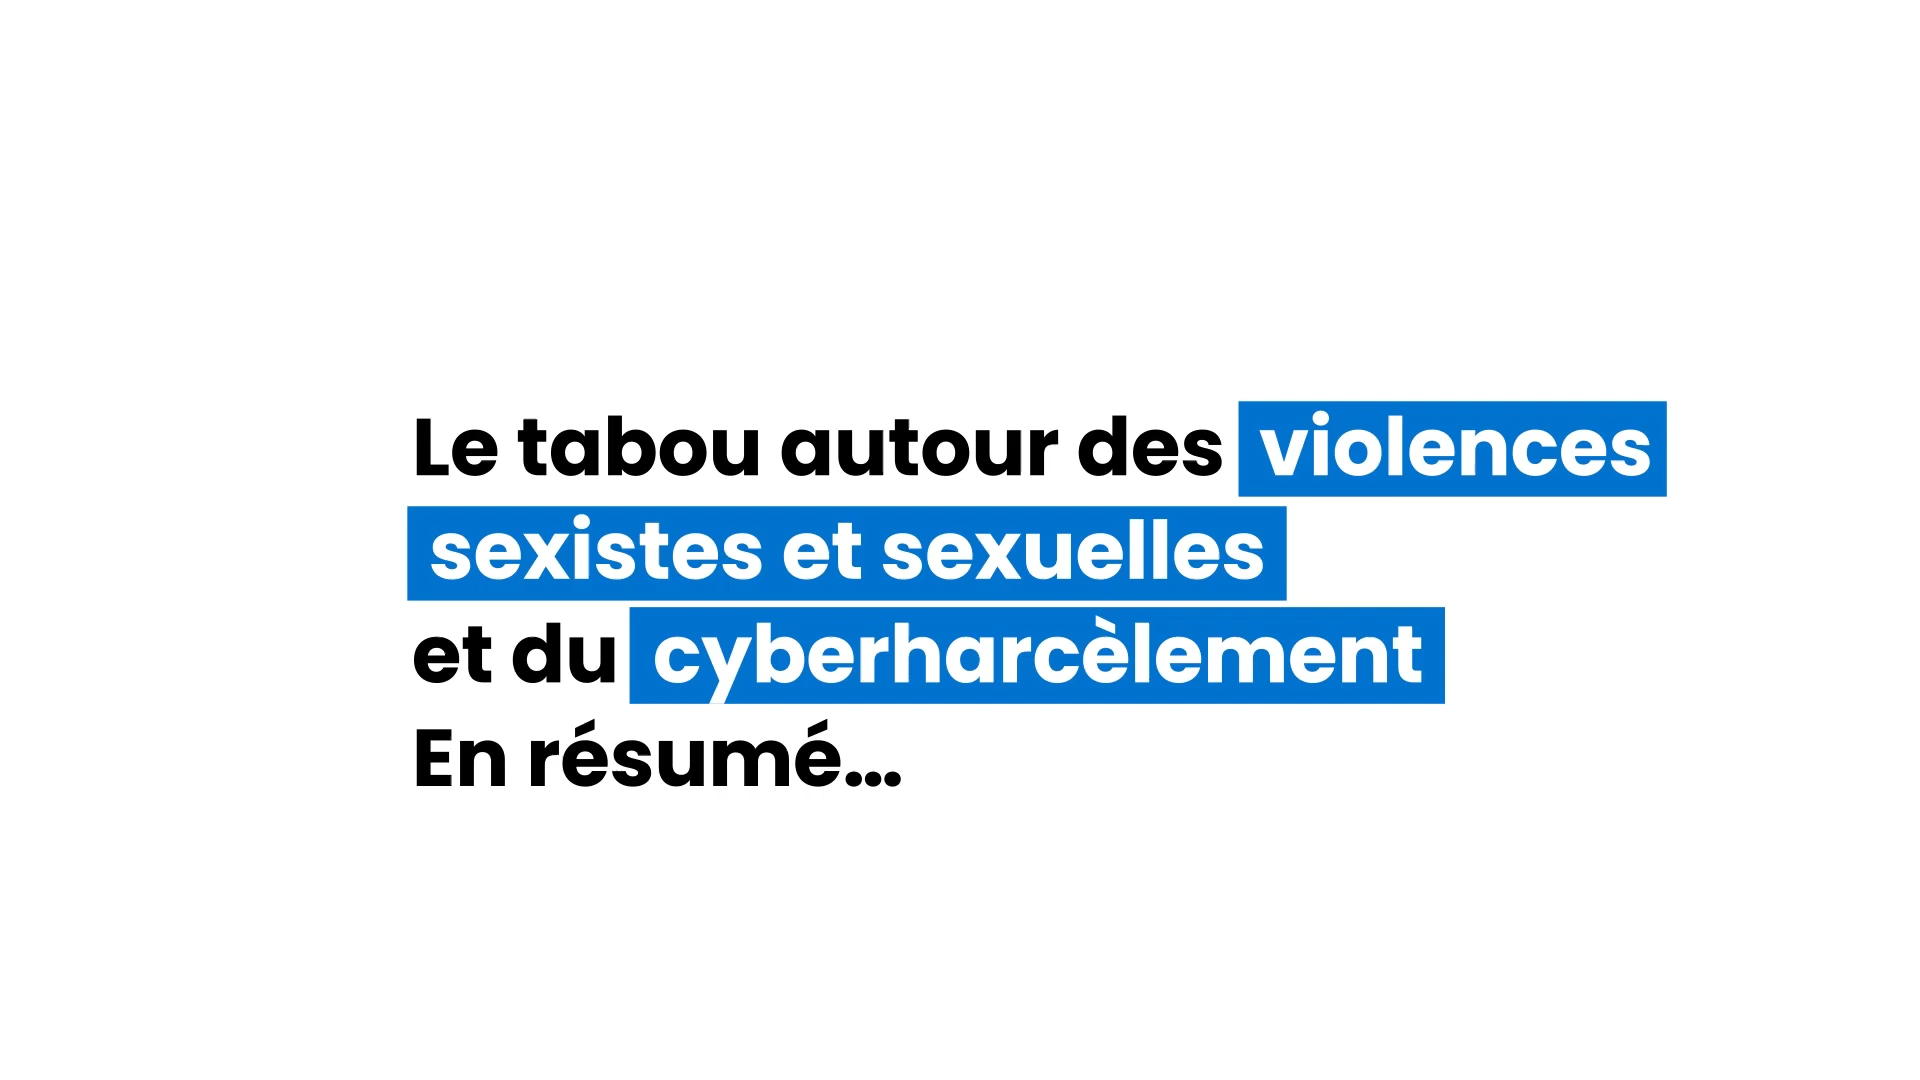 Le tabou autour des violences
sexistes et sexuelles
et du cyberharcèlement
En résumé...